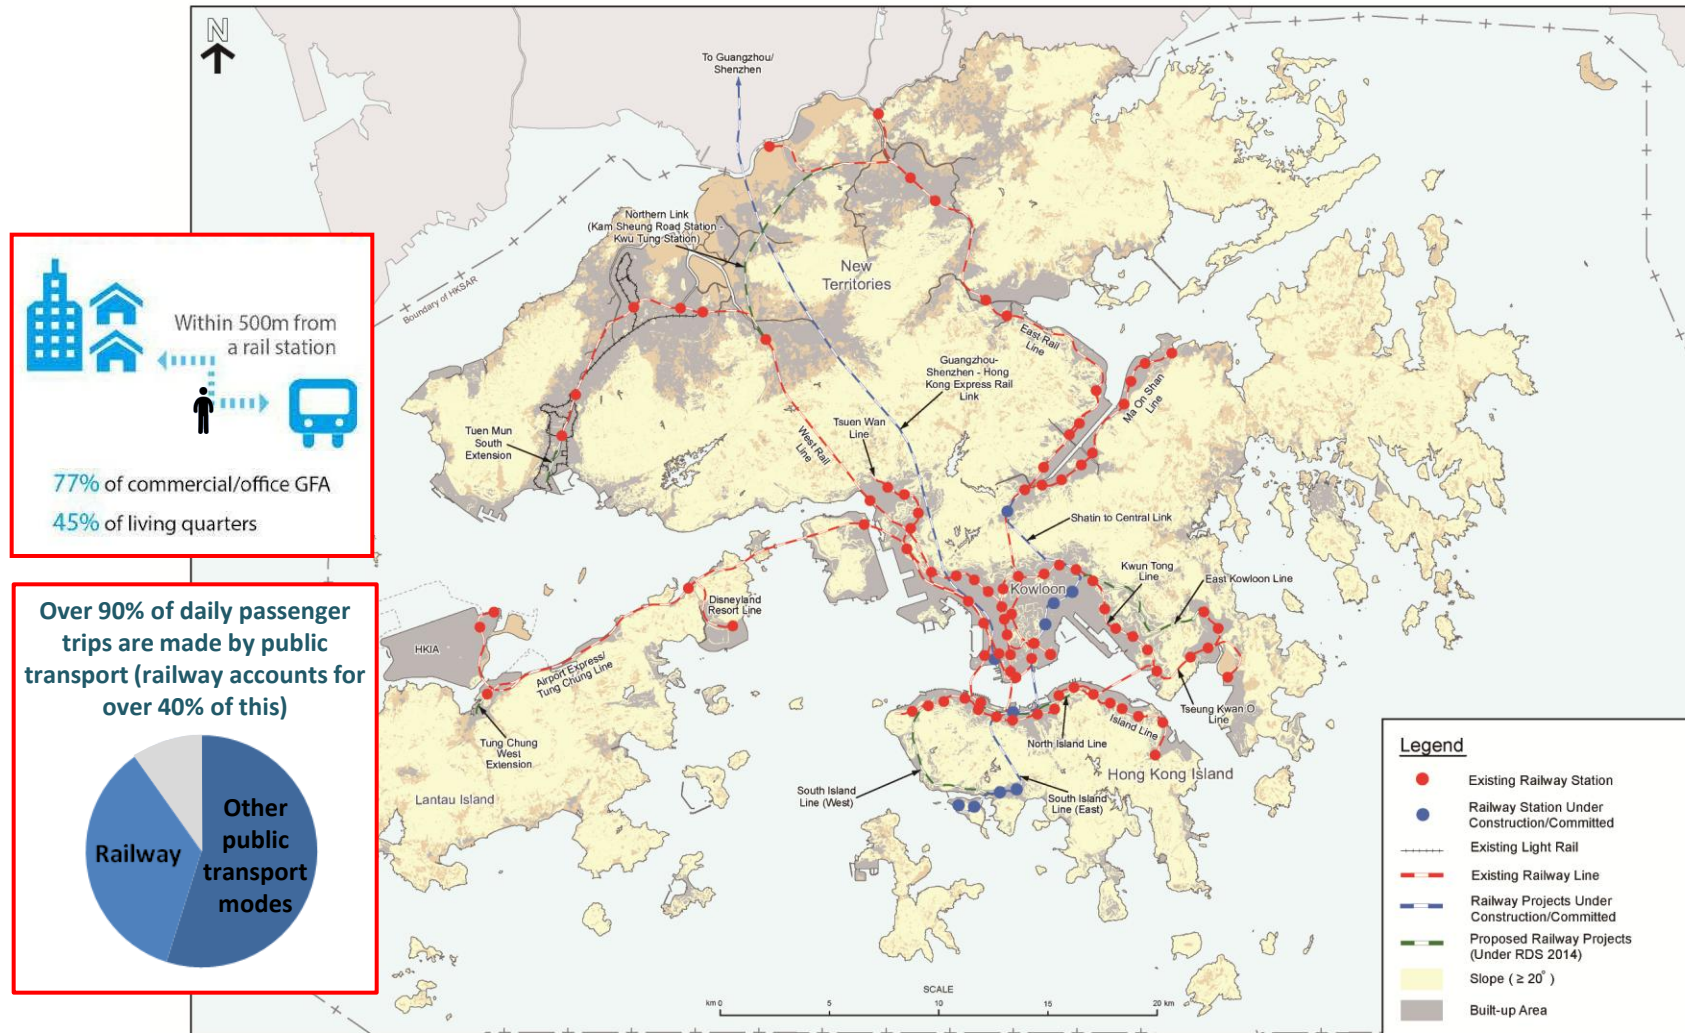 N
To Guangzhou/
Shenzhen
Northern Link
(Kam Sheung Road Station -
Kwu Tung Station)
New
Territories
Boundary of HKSAR
East Rail
Line
Ma On Shan
Line
Guangzhou-
Shenzhen - Hong
Kong Express Rail
Link
Tsuen Wan
Line
West Rail
Line
Tuen Mun
South
Extension
Shatin to Central Link
Kwun Tong
Line
East Kowloon Line
Kowloon
Disneyland
Resort Line
HKIA
Airport Express/
Tung Chung Line
Tung Chung
West
Extension
Lantau Island
Tseung Kwan O
Line
Island Line
North Island Line
Hong Kong Island
South Island
Line (West)
South Island
Line (East)
Within 500m from
a rail station
77% of commercial/office GFA
45% of living quarters
Over 90% of daily passenger
trips are made by public
transport (railway accounts for
over 40% of this)
Railway
Other
public
transport
modes
SCALE
km 0 5 10 15 20 km
Legend
Existing Railway Station
Railway Station Under
Construction/Committed
Existing Light Rail
Existing Railway Line
Railway Projects Under
Construction/Committed
Proposed Railway Projects
(Under RDS 2014)
Slope ( ≥ 20° )
Built-up Area